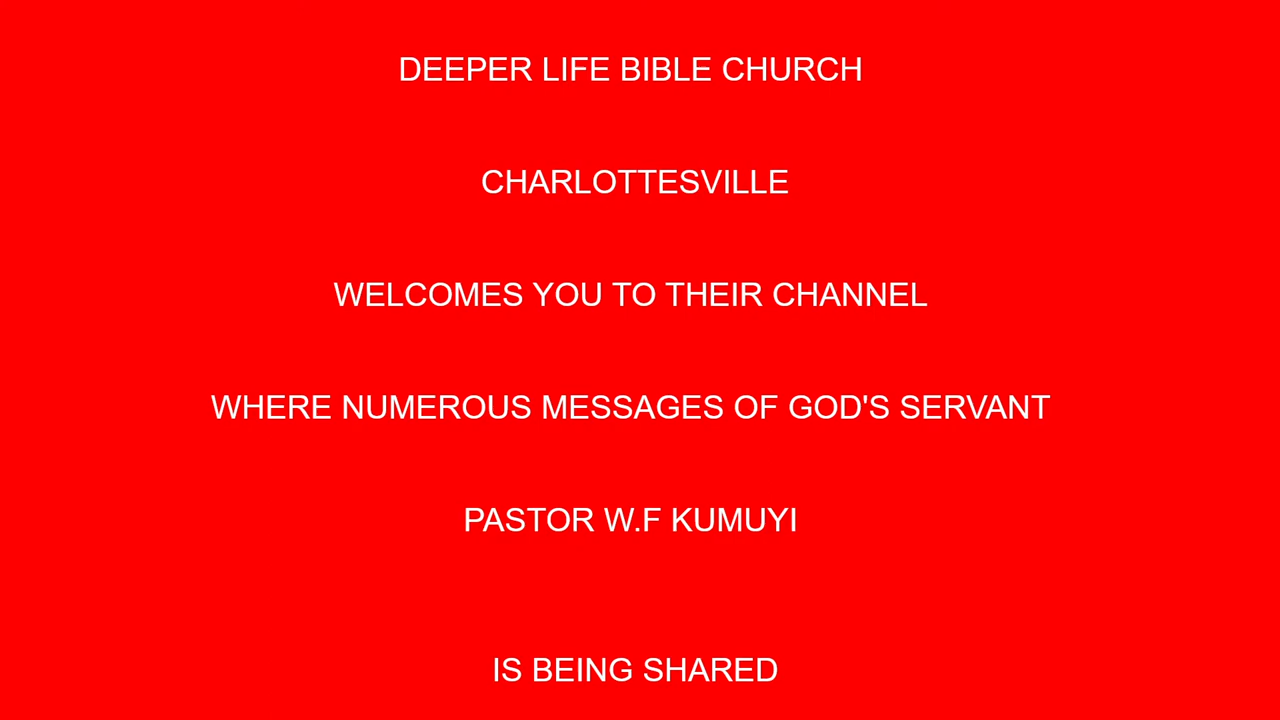 DEEPER LIFE BIBLE CHURCH
CHARLOTTESVILLE
WELCOMES YOU TO THEIR CHANNEL
WHERE NUMEROUS MESSAGES OF GOD'S SERVANT
PASTOR W.F KUMUYI
IS BEING SHARED